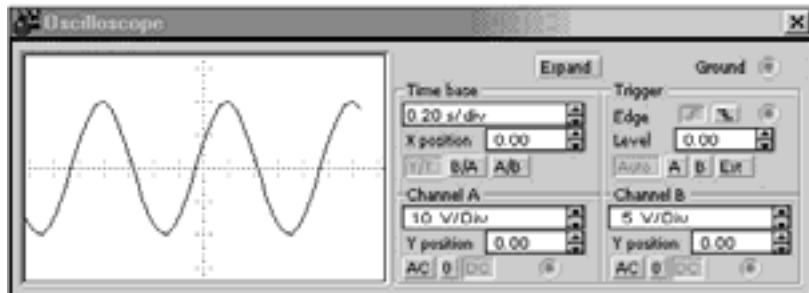 Oscilloscope
Expand
Ground
Time base
0.20 s/div
X position 0.00
Y/T B/A A/B
Trigger
Edge
Level 0.00
Auto A B Ext
Channel A
10 V/Div
Y position 0.00
AC 0 DC
Channel B
5 V/Div
Y position 0.00
AC 0 DC